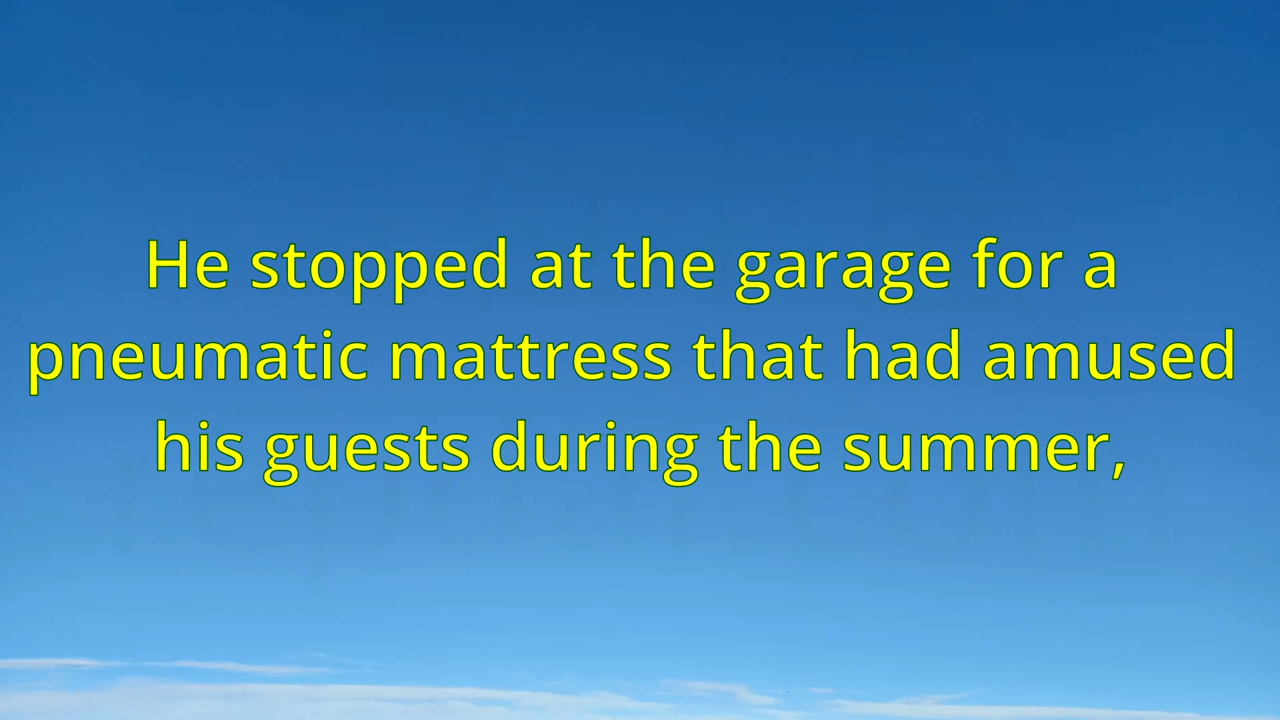 He stopped at the garage for a
pneumatic mattress that had amused
his guests during the summer,